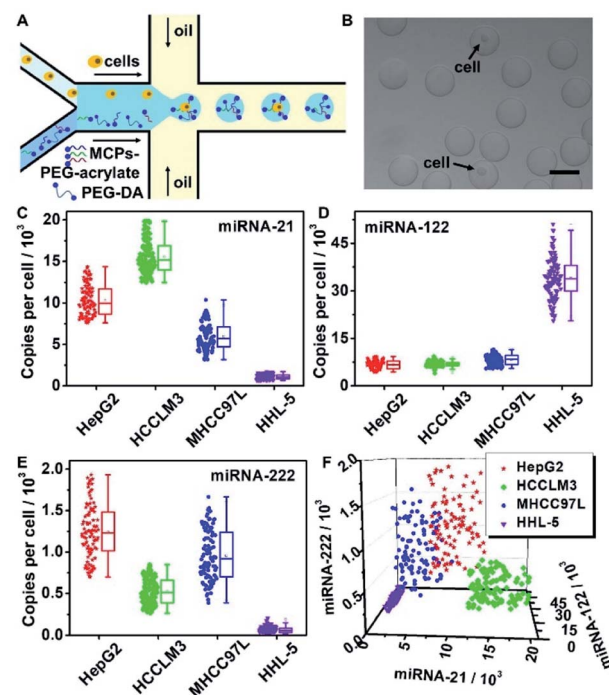 A
oil
cells
MCPs-
PEG-acrylate
PEG-DA
oil
B
cell
cell
C
miRNA-21
Copies per cell / 10³
20
15
10
5
0
HepG2
HCCLM3
MHCC97L
HHL-5
D
miRNA-122
Copies per cell / 10³
45
30
15
0
HepG2
HCCLM3
MHCC97L
HHL-5
E
miRNA-222
Copies per cell / 10³
2.0
1.5
1.0
0.5
0.0
HepG2
HCCLM3
MHCC97L
HHL-5
F
HepG2
HCCLM3
MHCC97L
HHL-5
miRNA-222 / 10³
2.0
1.5
1.0
0.5
0.0
0
5
10
15
20
miRNA-21 / 10³
45
30
15
0
miRNA-122 / 10³